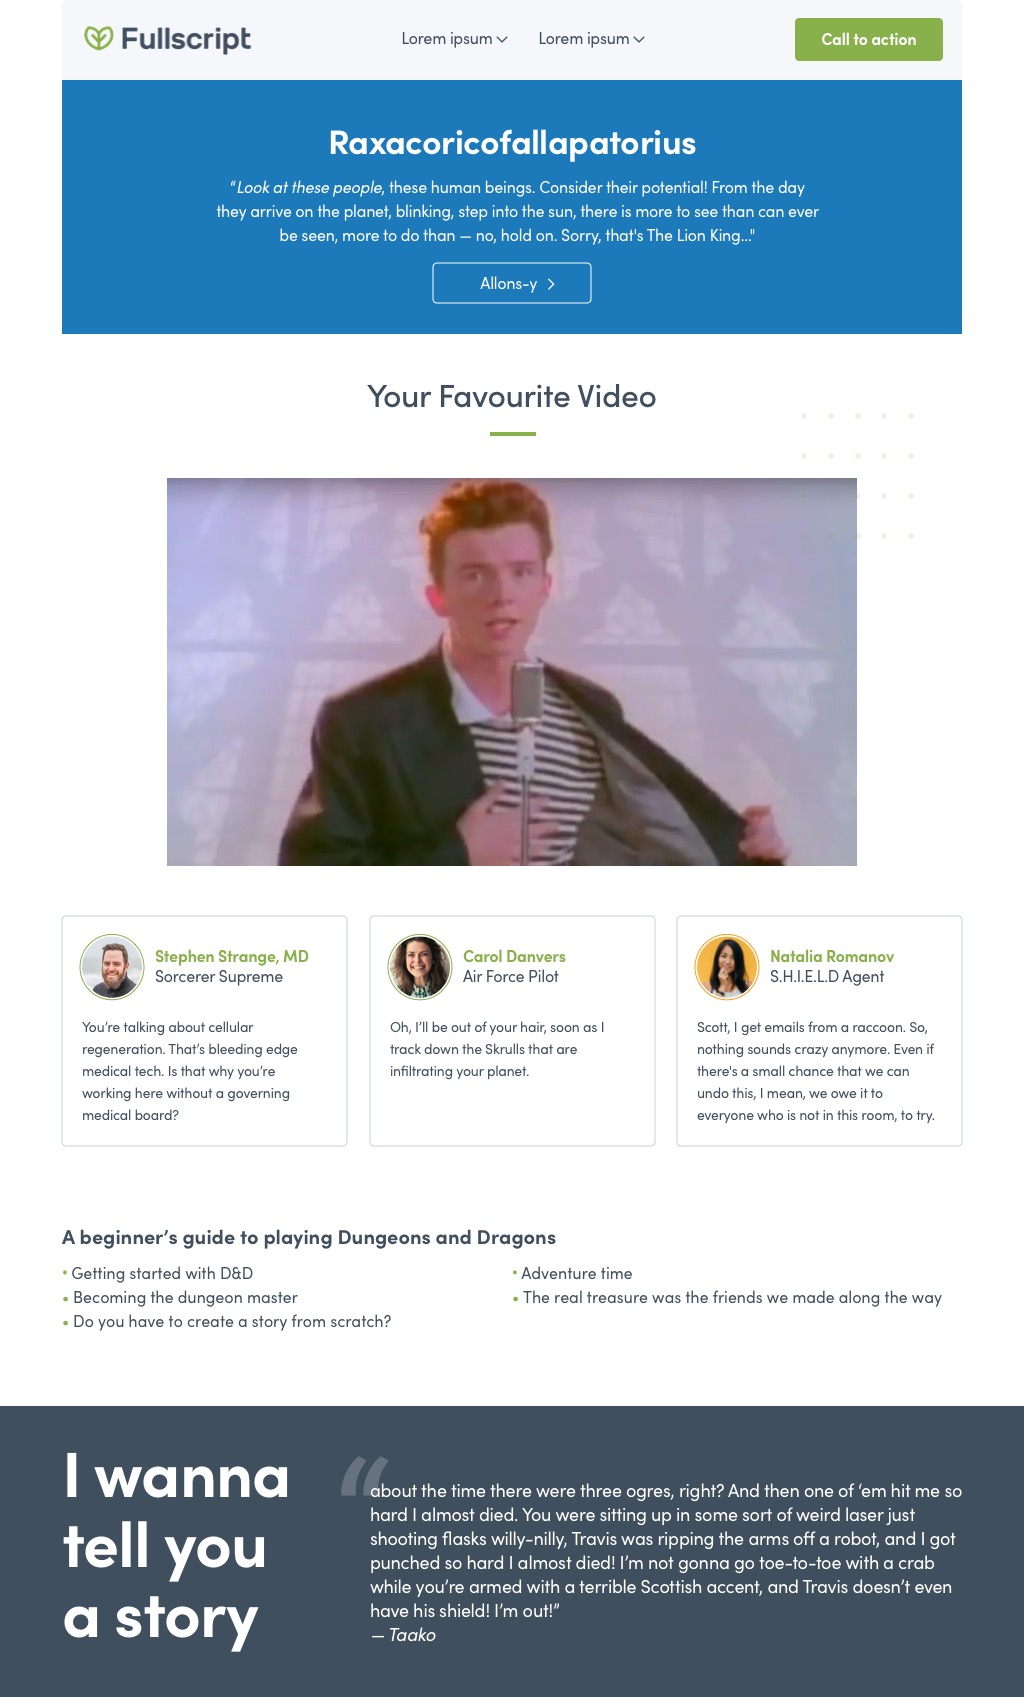 Fullscript
Lorem ipsum
Lorem ipsum
Call to action
Raxacoricofallapatorius
“Look at these people, these human beings. Consider their potential! From the day
they arrive on the planet, blinking, step into the sun, there is more to see than can ever
be seen, more to do than — no, hold on. Sorry, that's The Lion King..."
Allons-y
Your Favourite Video
Stephen Strange, MD
Sorcerer Supreme
You’re talking about cellular
regeneration. That’s bleeding edge
medical tech. Is that why you’re
working here without a governing
medical board?
Carol Danvers
Air Force Pilot
Oh, I’ll be out of your hair, soon as I
track down the Skrulls that are
infiltrating your planet.
Natalia Romanov
S.H.I.E.L.D Agent
Scott, I get emails from a raccoon. So,
nothing sounds crazy anymore. Even if
there's a small chance that we can
undo this, I mean, we owe it to
everyone who is not in this room, to try.
A beginner’s guide to playing Dungeons and Dragons
• Getting started with D&D
• Becoming the dungeon master
• Do you have to create a story from scratch?
• Adventure time
• The real treasure was the friends we made along the way
I wanna
tell you
a story
“
about the time there were three ogres, right? And then one of ‘em hit me so
hard I almost died. You were sitting up in some sort of weird laser just
shooting flasks willy-nilly, Travis was ripping the arms off a robot, and I got
punched so hard I almost died! I’m not gonna go toe-to-toe with a crab
while you’re armed with a terrible Scottish accent, and Travis doesn’t even
have his shield! I’m out!”
— Taako